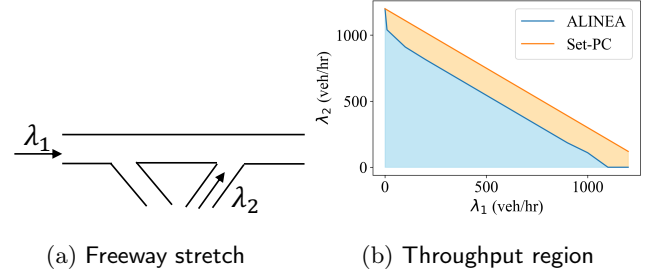 λ₁
λ₂
(a) Freeway stretch
1000
500
0
λ₂ (veh/hr)
ALINEA
Set-PC
0 500 1000
λ₁ (veh/hr)
(b) Throughput region